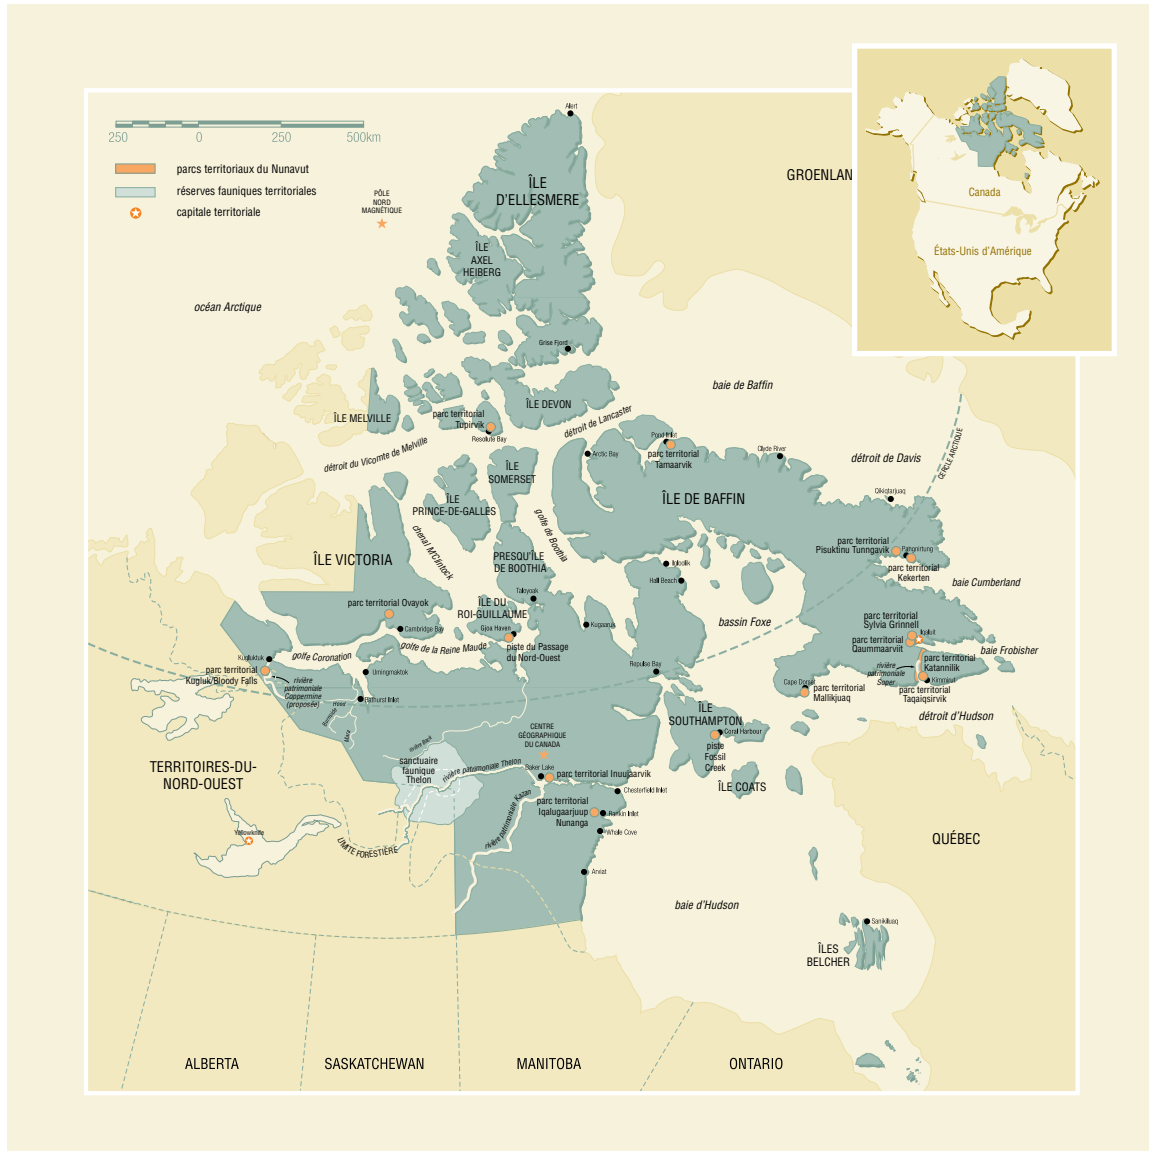 Alert
250 0 250 500km
parcs territoriaux du Nunavut
réserves fauniques territoriales
capitale territoriale
PÔLE
NORD
MAGNÉTIQUE
ÎLE
D'ELLESMERE
GROENLAN
ÎLE
AXEL
HEIBERG
océan Arctique
Canada
États-Unis d'Amérique
Grise Fjord
baie de Baffin
ÎLE DEVON
ÎLE MELVILLE
parc territorial
Tupirvik
Resolute Bay
détroit de Lancaster
détroit du Vicomte de Melville
Pond Inlet
parc territorial
Tamaarvik
Arctic Bay
Clyde River
détroit de Davis
CERCLE ARCTIQUE
ÎLE
SOMERSET
ÎLE
PRINCE-DE-GALLES
ÎLE DE BAFFIN
Qikiqtarjuaq
golfe de Boothia
chenal M'Clintock
ÎLE VICTORIA
PRESQU'ÎLE
DE BOOTHIA
parc territorial
Pisuktinu Tunngavik
Pangnirtung
parc territorial
Kekerten
Igloolik
Hall Beach
baie Cumberland
Taloyoak
parc territorial Ovayok
Cambridge Bay
ÎLE DU
ROI-GUILLAUME
Gjoa Haven
Kugaaruk
bassin Foxe
parc territorial
Sylvia Grinnell
Iqaluit
parc territorial
Qaummaarviit
baie Frobisher
golfe de la Reine Maude
piste du Passage
du Nord-Ouest
golfe Coronation
Kugluktuk
parc territorial
Kugluk/Bloody Falls
rivière
patrimoniale
Coppermine
(proposée)
Umingmaktok
Bathurst Inlet
Hood
Burnside
Mara
Repulse Bay
rivière
patrimoniale
Soper
parc territorial
Katannilik
Kimmirut
parc territorial
Taqaiqsirvik
Cape Dorset
parc territorial
Mallikjuaq
détroit d'Hudson
ÎLE
SOUTHAMPTON
Coral Harbour
piste
Fossil
Creek
ÎLE COATS
CENTRE
GÉOGRAPHIQUE
DU CANADA
rivière Back
sanctuaire
faunique
Thelon
rivière patrimoniale Thelon
Baker Lake
parc territorial Inuujaarvik
Chesterfield Inlet
parc territorial
Iqalugaarjuup
Nunanga
Rankin Inlet
Whale Cove
rivière patrimoniale Kazan
Arviat
TERRITOIRES-DU-
NORD-OUEST
Yellowknife
LIMITE FORESTIÈRE
QUÉBEC
baie d'Hudson
Sanikiluaq
ÎLES
BELCHER
ALBERTA
SASKATCHEWAN
MANITOBA
ONTARIO